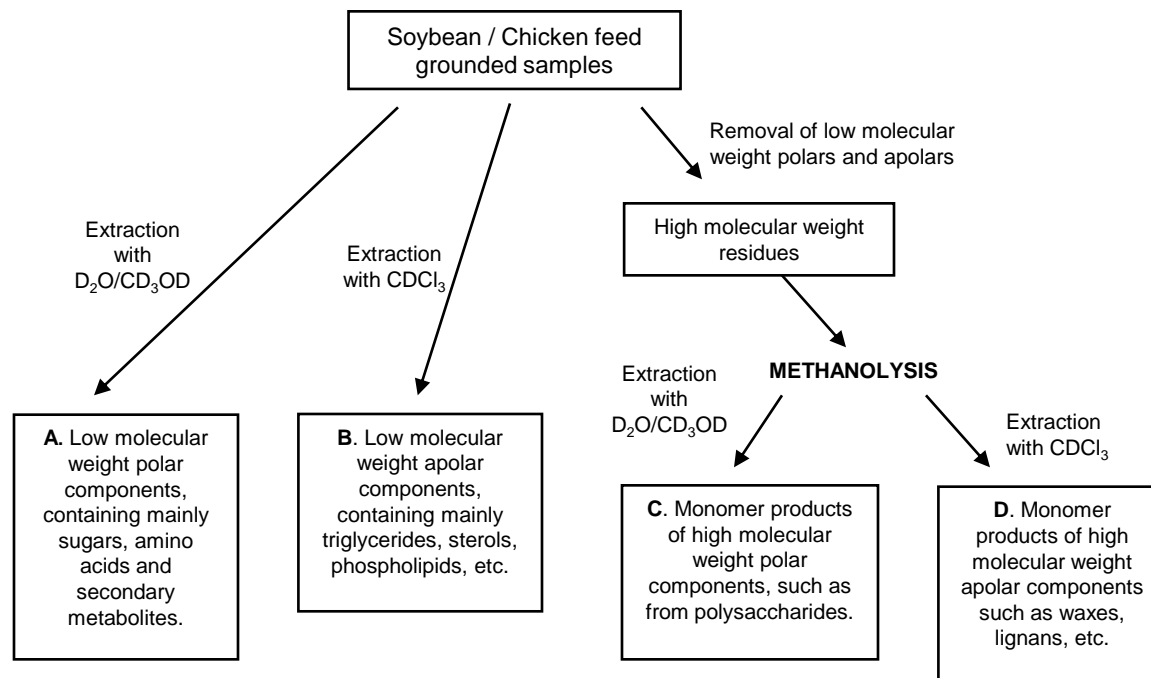 Soybean / Chicken feed
grounded samples
Removal of low molecular
weight polars and apolars
Extraction
with
D₂O/CD₃OD
Extraction
with CDCl₃
High molecular weight
residues
METHANOLYSIS
Extraction
with
D₂O/CD₃OD
Extraction
with CDCl₃
A. Low molecular
weight polar
components,
containing mainly
sugars, amino
acids and
secondary
metabolites.
B. Low molecular
weight apolar
components,
containing mainly
triglycerides, sterols,
phospholipids, etc.
C. Monomer products
of high molecular
weight polar
components, such as
from polysaccharides.
D. Monomer
products of high
molecular weight
apolar components
such as waxes,
lignans, etc.